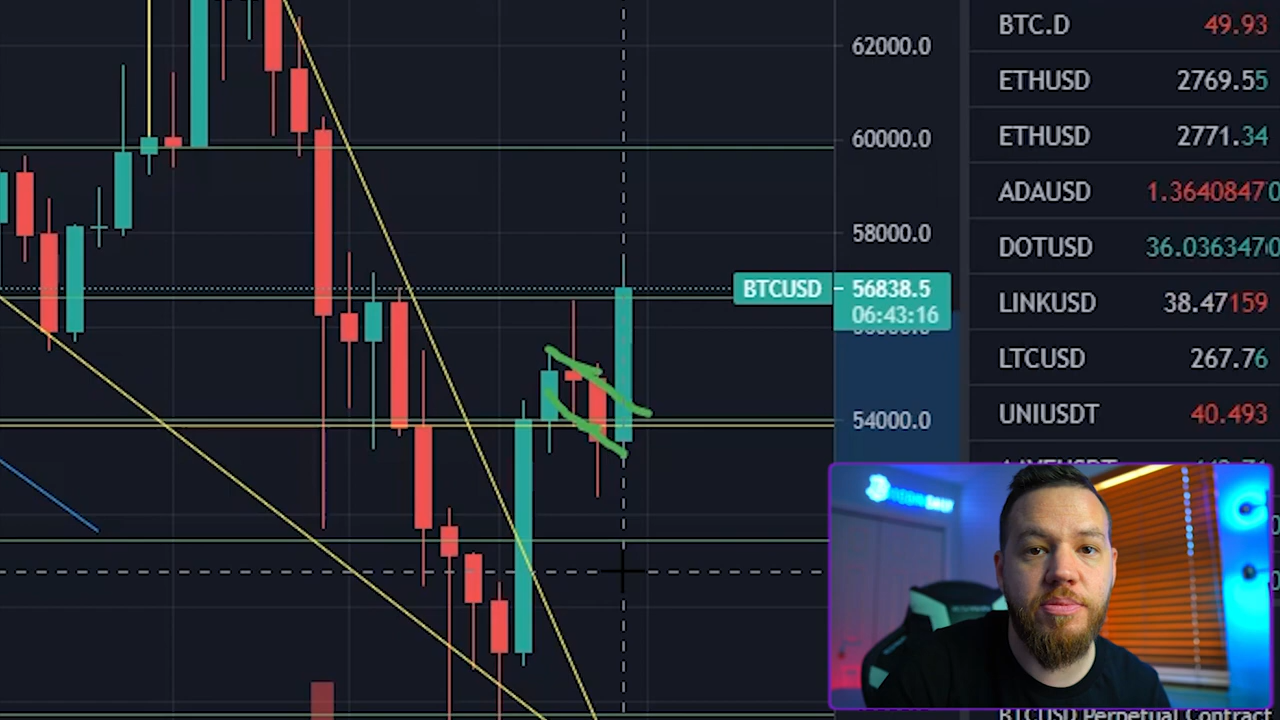 62000.0
60000.0
58000.0
BTCUSD
56838.5
06:43:16
54000.0
BTC.D 49.93
ETHUSD 2769.55
ETHUSD 2771.34
ADAUSD 1.36408470
DOTUSD 36.0363470
LINKUSD 38.47159
LTCUSD 267.76
UNIUSDT 40.493
BTCUSD Perpetual Contract